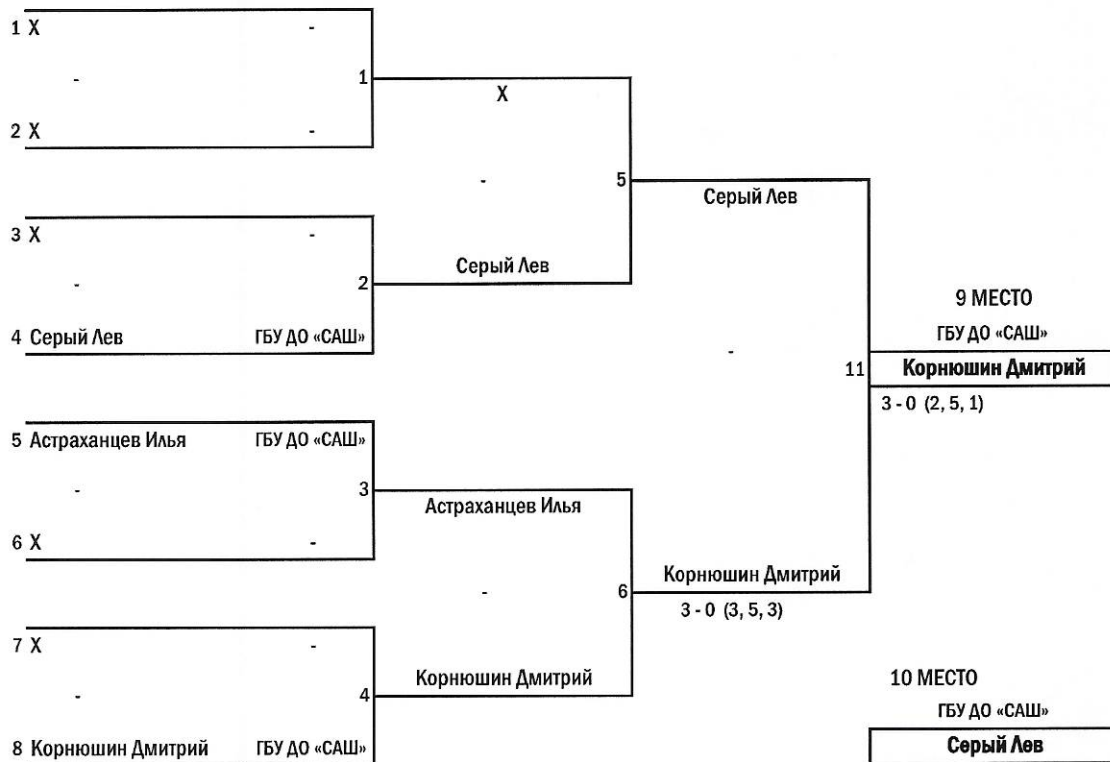 1 X -
- 1
X
2 X -
- 5
Серый Лев
3 X -
Серый Лев
- 2
4 Серый Лев ГБУ ДО «САШ»
9 МЕСТО
ГБУ ДО «САШ»
- 11
Корнюшин Дмитрий
3 - 0 (2, 5, 1)
5 Астраханцев Илья ГБУ ДО «САШ»
- 3
Астраханцев Илья
6 X -
- 6
Корнюшин Дмитрий
3 - 0 (3, 5, 3)
7 X -
Корнюшин Дмитрий
- 4
8 Корнюшин Дмитрий ГБУ ДО «САШ»
10 МЕСТО
ГБУ ДО «САШ»
Серый Лев